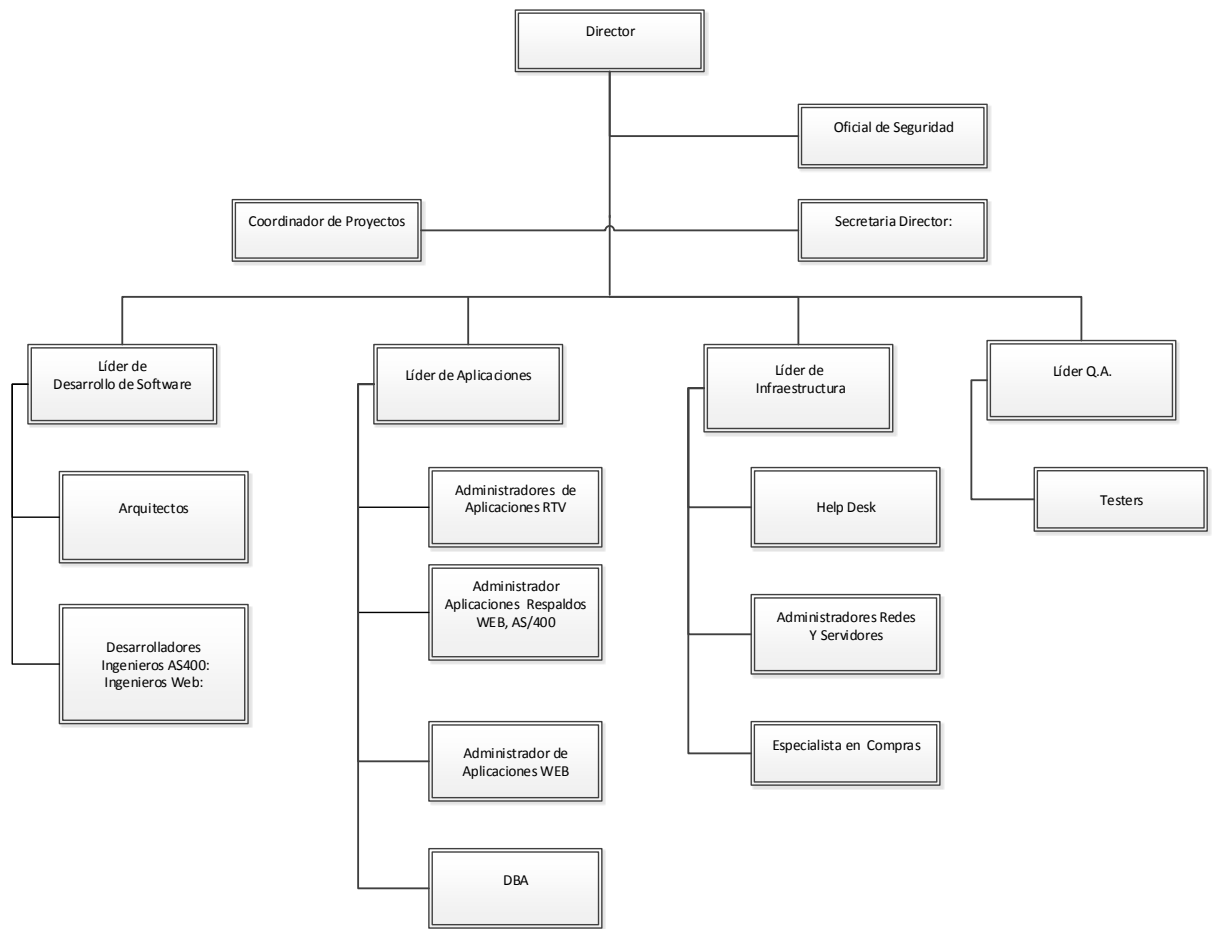 Director
Oficial de Seguridad
Coordinador de Proyectos
Secretaria Director:
Líder de
Desarrollo de Software
Arquitectos
Desarrolladores
Ingenieros AS400:
Ingenieros Web:
Líder de Aplicaciones
Administradores de
Aplicaciones RTV
Administrador
Aplicaciones Respaldos
WEB, AS/400
Administrador de
Aplicaciones WEB
DBA
Líder de
Infraestructura
Help Desk
Administradores Redes
Y Servidores
Especialista en Compras
Líder Q.A.
Testers